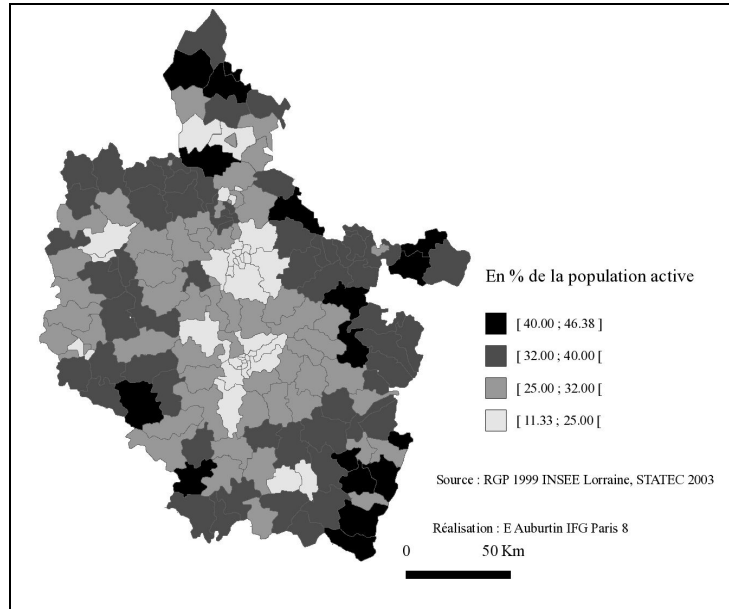 En % de la population active
[ 40.00 ; 46.38 ]
[ 32.00 ; 40.00 [
[ 25.00 ; 32.00 [
[ 11.33 ; 25.00 [
Source : RGP 1999 INSEE Lorraine, STATEC 2003
Réalisation : E Auburtin IFG Paris 8
0 50 Km